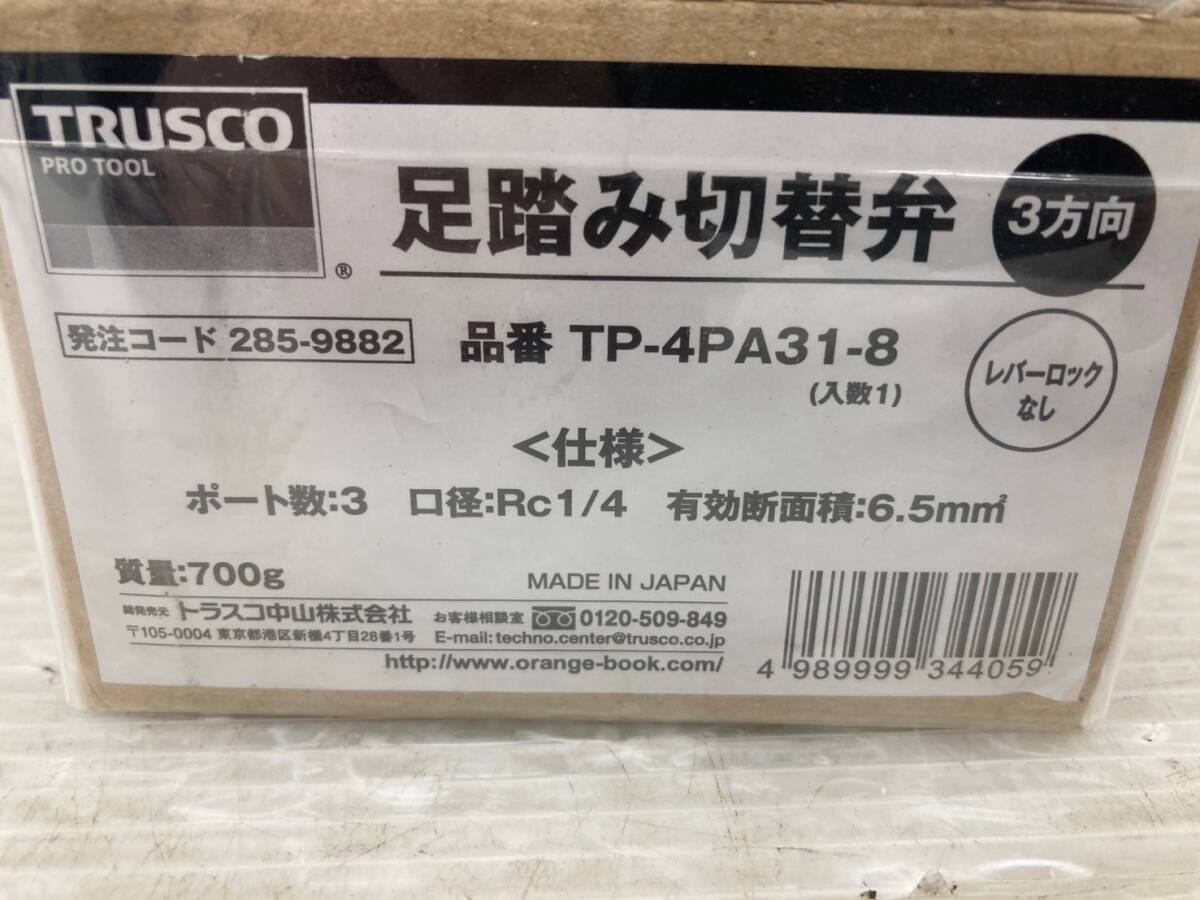 TRUSCO
PRO TOOL
®
足踏み切替弁
3方向
発注コード 285-9882
品番 TP-4PA31-8
(入数1)
レバーロック
なし
<仕様>
ポート数:3 口径:Rc1/4 有効断面積:6.5mm²
質量:700g
MADE IN JAPAN
総発売元 トラスコ中山株式会社
〒105-0004 東京都港区新橋4丁目28番1号
お客様相談室 0120-509-849
E-mail:techno.center@trusco.co.jp
http://www.orange-book.com/
4 989999 344059